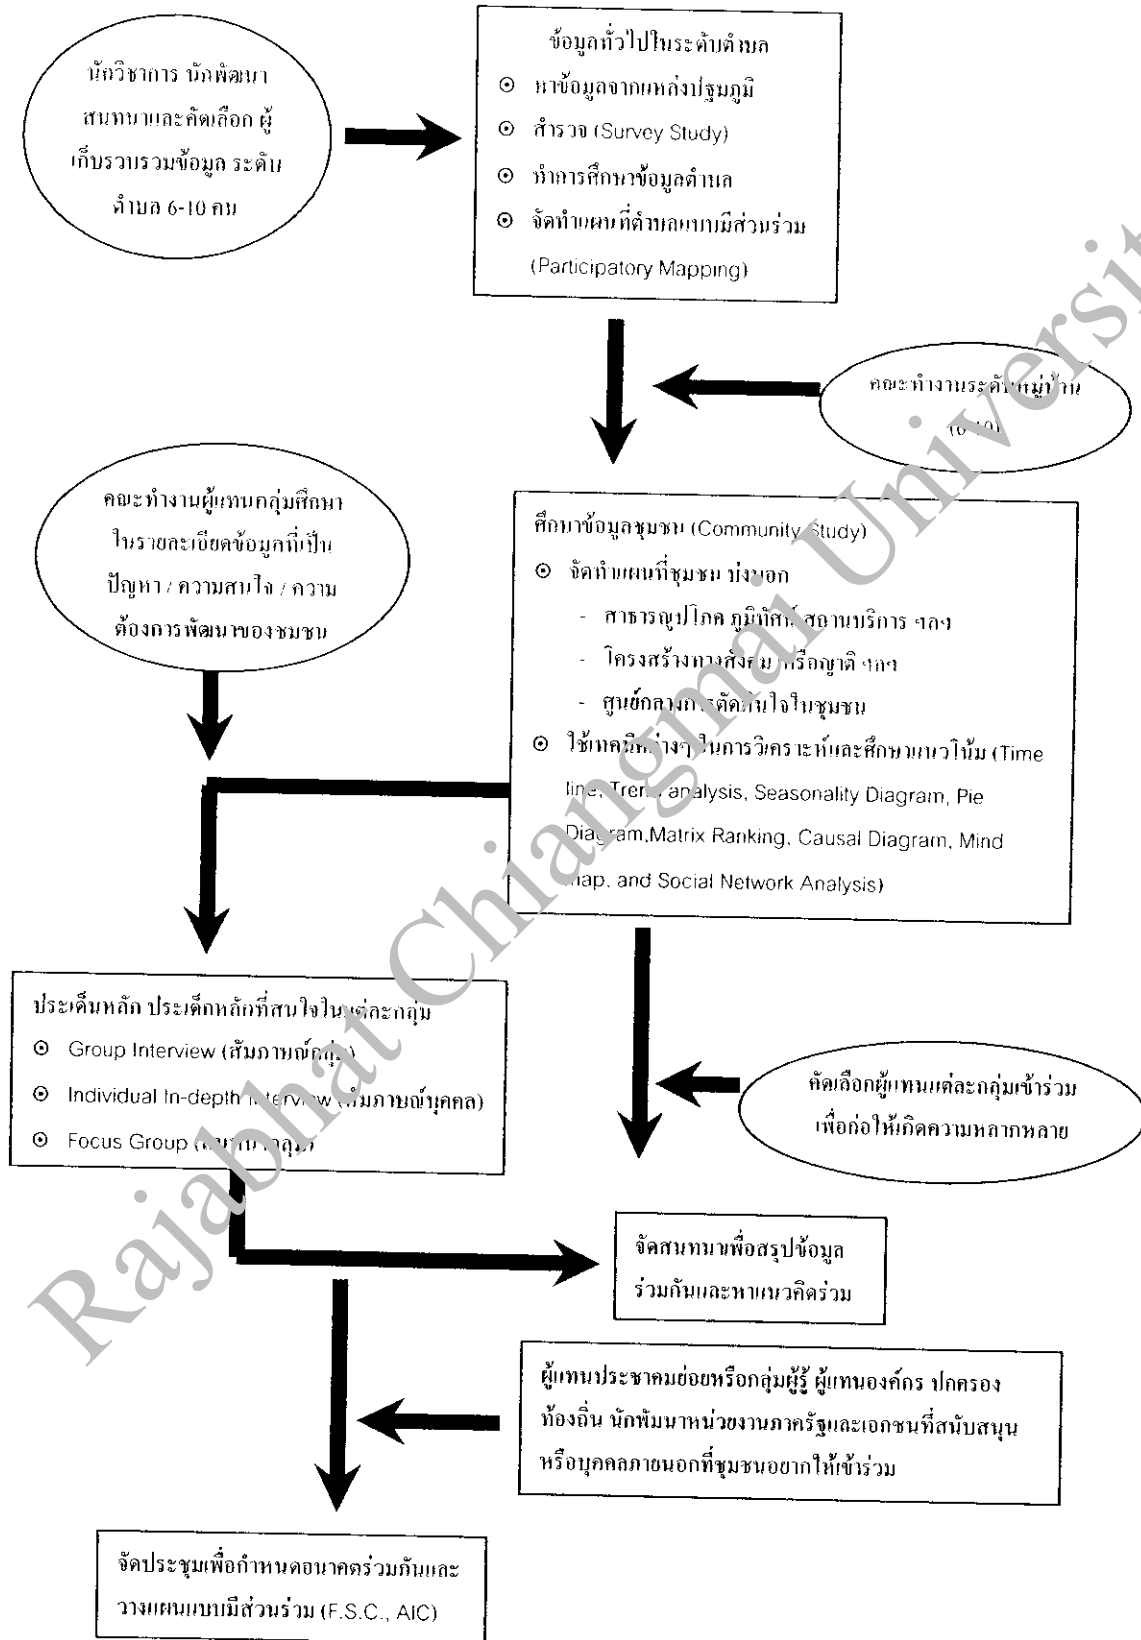 นักวิชาการ นักพัฒนา
สนทนาและคัดเลือก ผู้
เก็บรวบรวมข้อมูล ระดับ
ตำบล 6-10 คน
ข้อมูลทั่วไปในระดับตำบล
หาข้อมูลจากแหล่งปฐมภูมิ
สำรวจ (Survey Study)
ทำการศึกษาข้อมูลตำบล
จัดทำแผนที่ตำบลแบบมีส่วนร่วม
(Participatory Mapping)
คณะทำงานระดับหมู่บ้าน
คณะทำงานผู้แทนกลุ่มศึกษา
ในรายละเอียดข้อมูลที่เป็น
ปัญหา / ความสนใจ / ความ
ต้องการพัฒนาของชุมชน
ศึกษาข้อมูลชุมชน (Community Study)
จัดทำแผนที่ชุมชน บ่งบอก
- สาธารณูปโภค ภูมิทัศน์ สถานบริการ ฯลฯ
- โครงสร้างทางสังคม เครือญาติ ฯลฯ
- ศูนย์กลางการตัดสินใจในชุมชน
ใช้เทคนิคต่างๆ ในการวิเคราะห์และศึกษาแนวโน้ม (Time
line, Trend analysis, Seasonality Diagram, Pie
Diagram,Matrix Ranking, Causal Diagram, Mind
map, and Social Network Analysis)
ประเด็นหลัก ประเด็กหลักที่สนใจในแต่ละกลุ่ม
Group Interview (สัมภาษณ์กลุ่ม)
Individual In-depth Interview (สัมภาษณ์บุคคล)
Focus Group (สนทนากลุ่ม)
คัดเลือกผู้แทนแต่ละกลุ่มเข้าร่วม
เพื่อก่อให้เกิดความหลากหลาย
จัดสนทนาเพื่อสรุปข้อมูล
ร่วมกันและหาแนวคิดร่วม
ผู้แทนประชาคมย่อยหรือกลุ่มผู้รู้ ผู้แทนองค์กร ปกครอง
ท้องถิ่น นักพัมนาหน่วยงานภาครัฐและเอกชนที่สนับสนุน
หรือบุคคลภายนอกที่ชุมชนอยากให้เข้าร่วม
จัดประชุมเพื่อกำหนดอนาคตร่วมกันและ
วางแผนแบบมีส่วนร่วม (F.S.C., AIC)
Rajabhat Chiangmai Universit